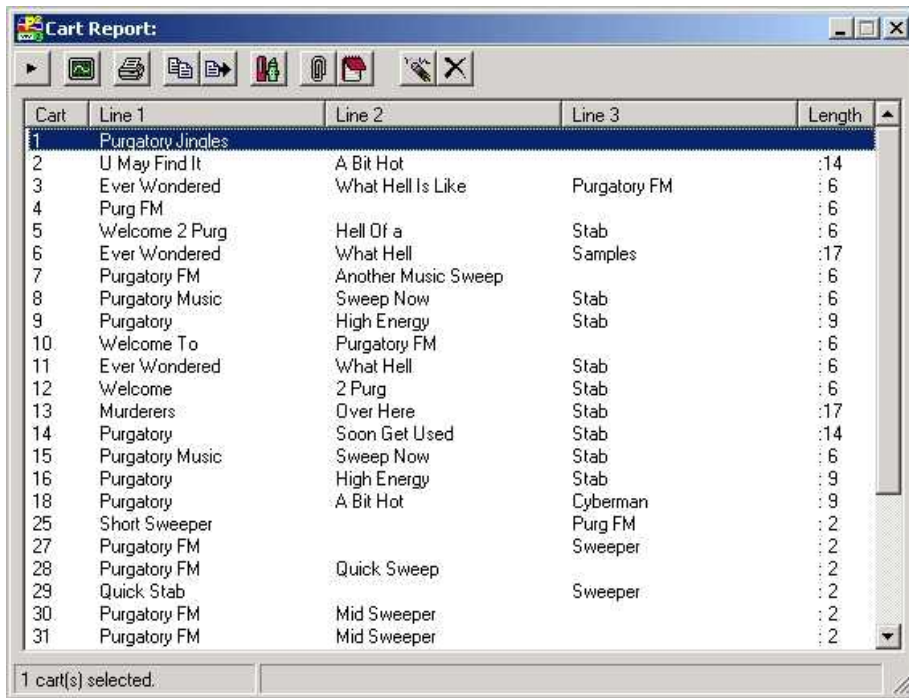 Cart Report:
Cart Line 1 Line 2 Line 3 Length
1 Purgatory Jingles
2 U May Find It A Bit Hot :14
3 Ever Wondered What Hell Is Like Purgatory FM : 6
4 Purg FM : 6
5 Welcome 2 Purg Hell Of a Stab : 6
6 Ever Wondered What Hell Samples :17
7 Purgatory FM Another Music Sweep : 6
8 Purgatory Music Sweep Now Stab : 6
9 Purgatory High Energy Stab : 9
10 Welcome To Purgatory FM : 6
11 Ever Wondered What Hell Stab : 6
12 Welcome 2 Purg Stab : 6
13 Murderers Over Here Stab :17
14 Purgatory Soon Get Used Stab :14
15 Purgatory Music Sweep Now Stab : 6
16 Purgatory High Energy Stab : 9
18 Purgatory A Bit Hot Cyberman : 9
25 Short Sweeper Purg FM : 2
27 Purgatory FM Sweeper : 2
28 Purgatory FM Quick Sweep : 2
29 Quick Stab Sweeper : 2
30 Purgatory FM Mid Sweeper : 2
31 Purgatory FM Mid Sweeper : 2
1 cart(s) selected.